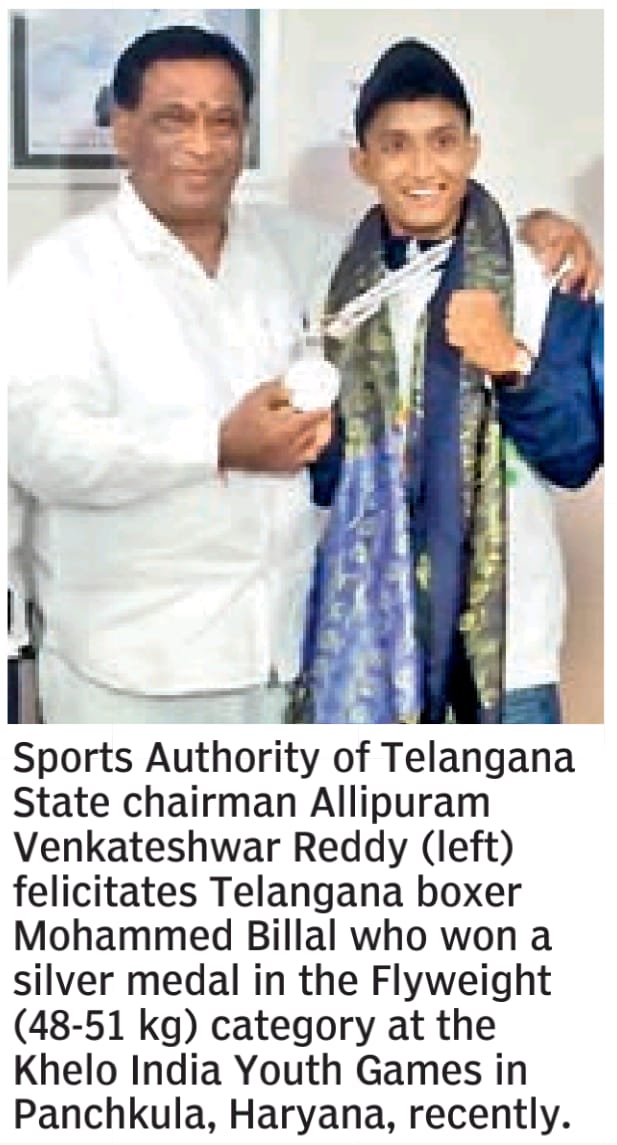 Sports Authority of Telangana
State chairman Allipuram
Venkateshwar Reddy (left)
felicitates Telangana boxer
Mohammed Billal who won a
silver medal in the Flyweight
(48-51 kg) category at the
Khelo India Youth Games in
Panchkula, Haryana, recently.